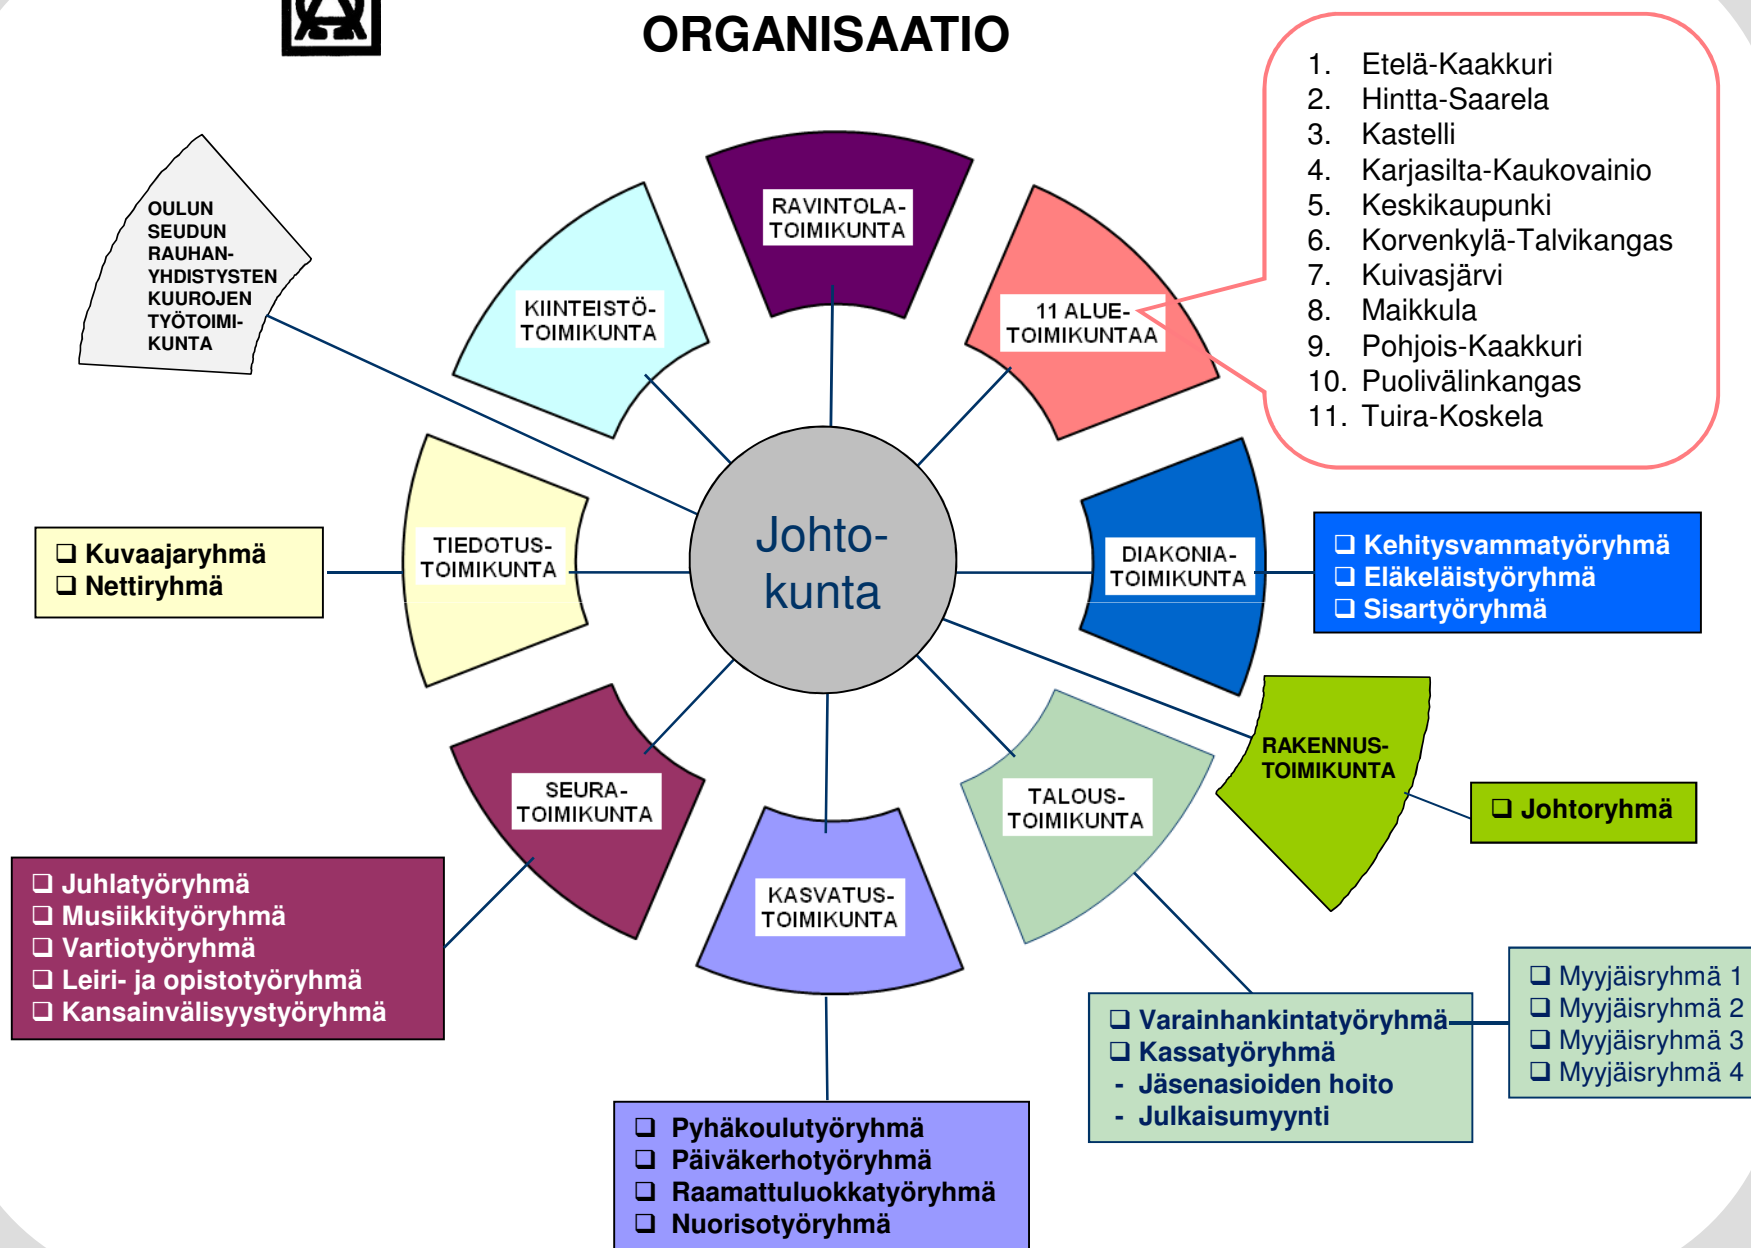 ORGANISAATIO
1. Etelä-Kaakkuri
2. Hintta-Saarela
3. Kastelli
4. Karjasilta-Kaukovainio
5. Keskikaupunki
6. Korvenkylä-Talvikangas
7. Kuivasjärvi
8. Maikkula
9. Pohjois-Kaakkuri
10. Puolivälinkangas
11. Tuira-Koskela
OULUN
SEUDUN
RAUHAN-
YHDISTYSTEN
KUUROJEN
TYÖTOIMI-
KUNTA
KIINTEISTÖ-
TOIMIKUNTA
RAVINTOLA-
TOIMIKUNTA
11 ALUE-
TOIMIKUNTAA
TIEDOTUS-
TOIMIKUNTA
Kuvaajaryhmä
Nettiryhmä
Johto-
kunta
DIAKONIA-
TOIMIKUNTA
Kehitysvammatyöryhmä
Eläkeläistyöryhmä
Sisartyöryhmä
RAKENNUS-
TOIMIKUNTA
Johtoryhmä
SEURA-
TOIMIKUNTA
Juhlatyöryhmä
Musiikkityöryhmä
Vartiotyöryhmä
Leiri- ja opistotyöryhmä
Kansainvälisyystyöryhmä
KASVATUS-
TOIMIKUNTA
Pyhäkoulutyöryhmä
Päiväkerhotyöryhmä
Raamattuluokkatyöryhmä
Nuorisotyöryhmä
TALOUS-
TOIMIKUNTA
Varainhankintatyöryhmä
Kassatyöryhmä
- Jäsenasioiden hoito
- Julkaisumyynti
Myyjäisryhmä 1
Myyjäisryhmä 2
Myyjäisryhmä 3
Myyjäisryhmä 4